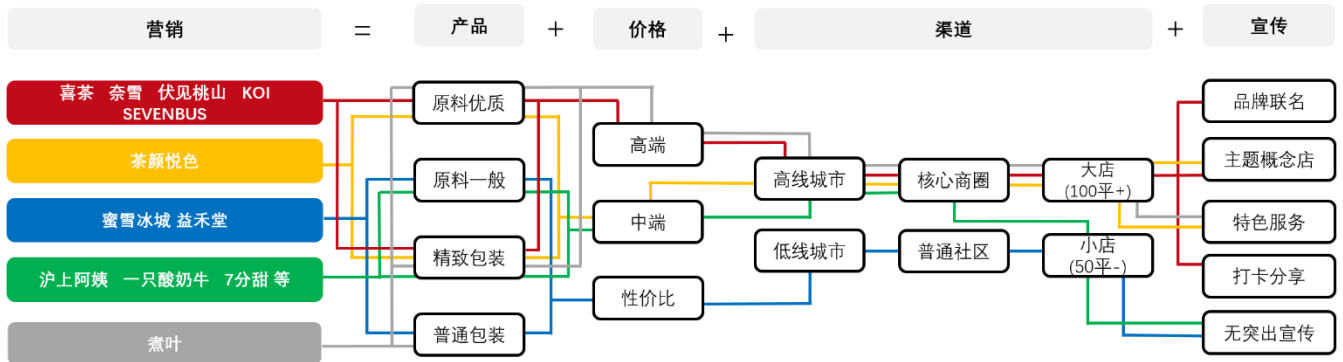 营销 = 产品 + 价格 + 渠道 + 宣传
喜茶 奈雪 伏见桃山 KOI
SEVENBUS
茶颜悦色
蜜雪冰城 益禾堂
沪上阿姨 一只酸奶牛 7分甜 等
煮叶
原料优质
原料一般
精致包装
普通包装
高端
中端
性价比
高线城市
低线城市
核心商圈
普通社区
大店
(100平+)
小店
(50平-)
品牌联名
主题概念店
特色服务
打卡分享
无突出宣传